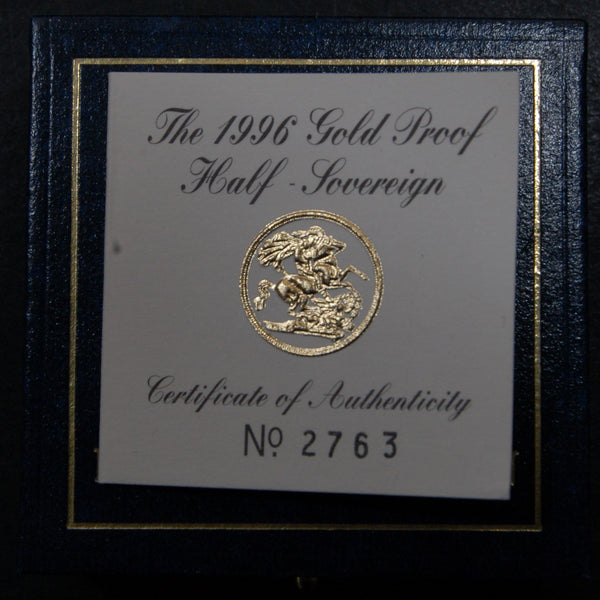 The 1996 Gold Proof
Half - Sovereign
Certificate of Authenticity
No 2763